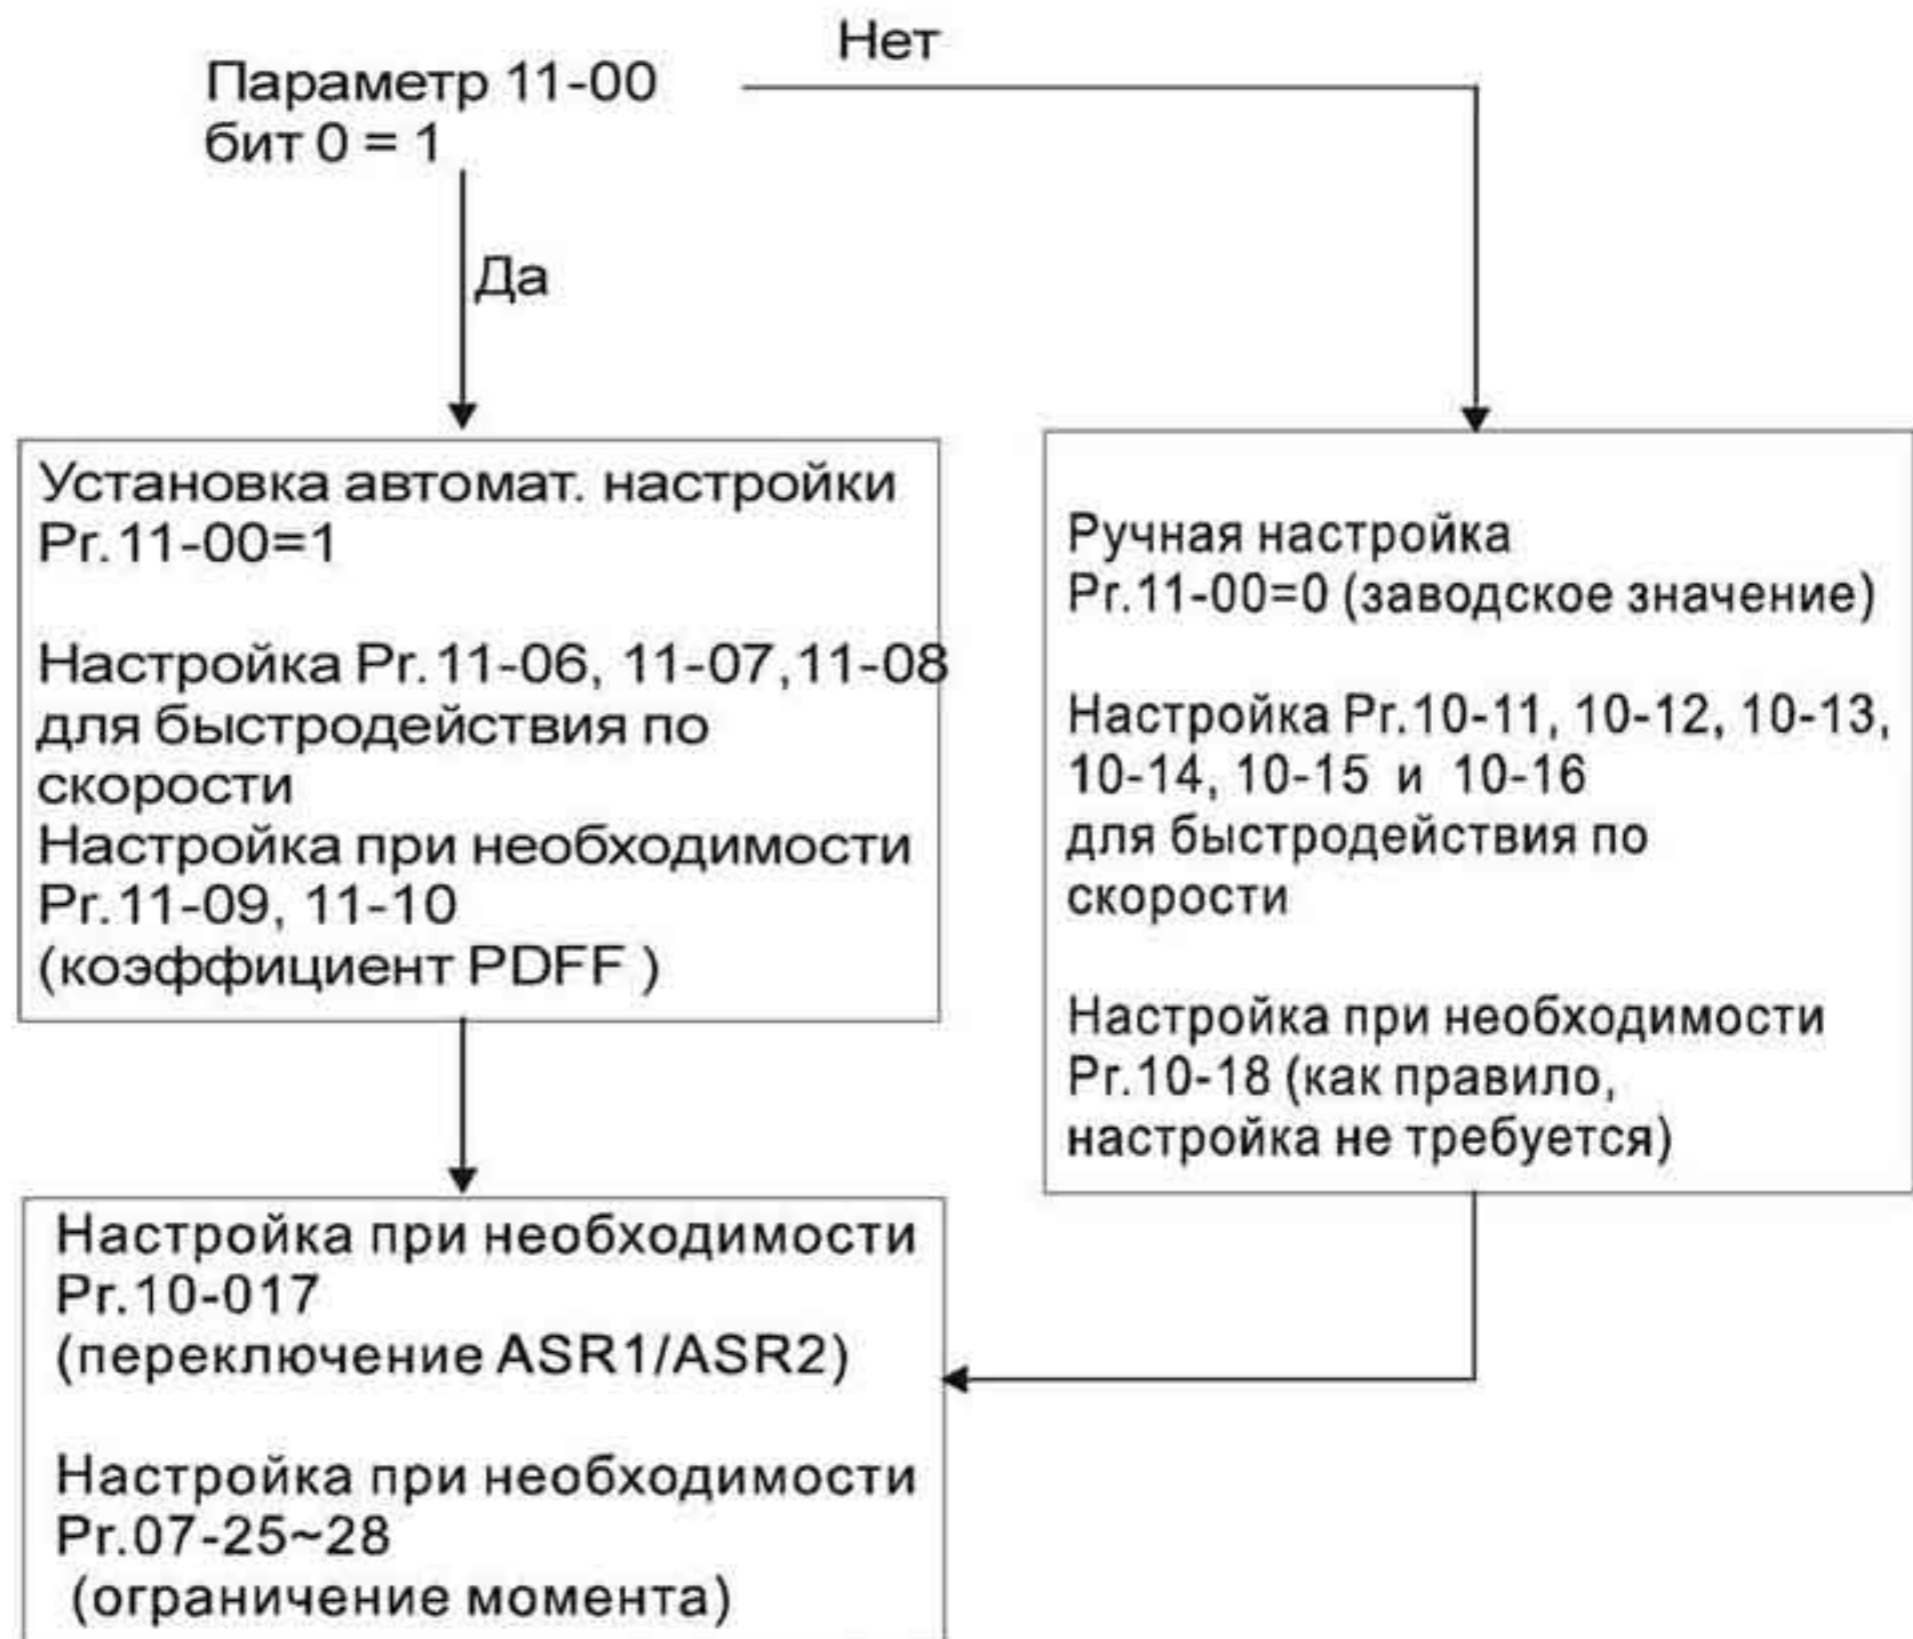 Нет
Параметр 11-00
бит 0 = 1
Да
Установка автомат. настройки
Pr.11-00=1
Настройка Pr.11-06, 11-07,11-08
для быстродействия по
скорости
Настройка при необходимости
Pr.11-09, 11-10
(коэффициент PDFF )
Ручная настройка
Pr.11-00=0 (заводское значение)
Настройка Pr.10-11, 10-12, 10-13,
10-14, 10-15 и 10-16
для быстродействия по
скорости
Настройка при необходимости
Pr.10-18 (как правило,
настройка не требуется)
Настройка при необходимости
Pr.10-017
(переключение ASR1/ASR2)
Настройка при необходимости
Pr.07-25~28
(ограничение момента)